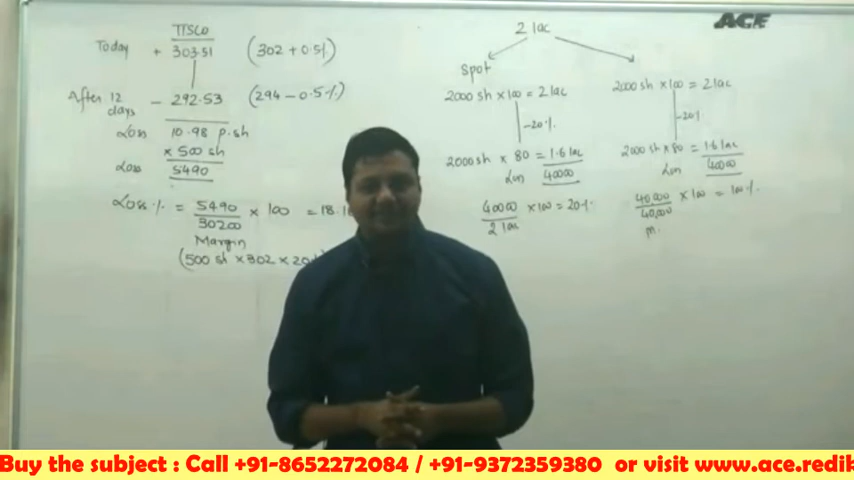 TISCO
Today + 303.51 (302 + 0.5%)
After 12 days - 292.53 (294 - 0.5%)
Loss 10.98 p.sh
x 500 sh
Loss 5490
Loss % = 5490 / 30200 x 100 = 18.1
Margin
(500 sh x 302 x 20
2 lac
Spot
2000 sh x 100 = 2 lac
-20%
2000 sh x 80 = 1.6 lac
Loss 40000
40000 / 2 lac x 100 = 20%
2000 sh x 100 = 2 lac
-20%
2000 sh x 80 = 1.6 lac
Loss 40000
40,000 / 40,000 x 100 = 100%
m.
ACE
Buy the subject : Call +91-8652272084 / +91-9372359380 or visit www.ace.redik